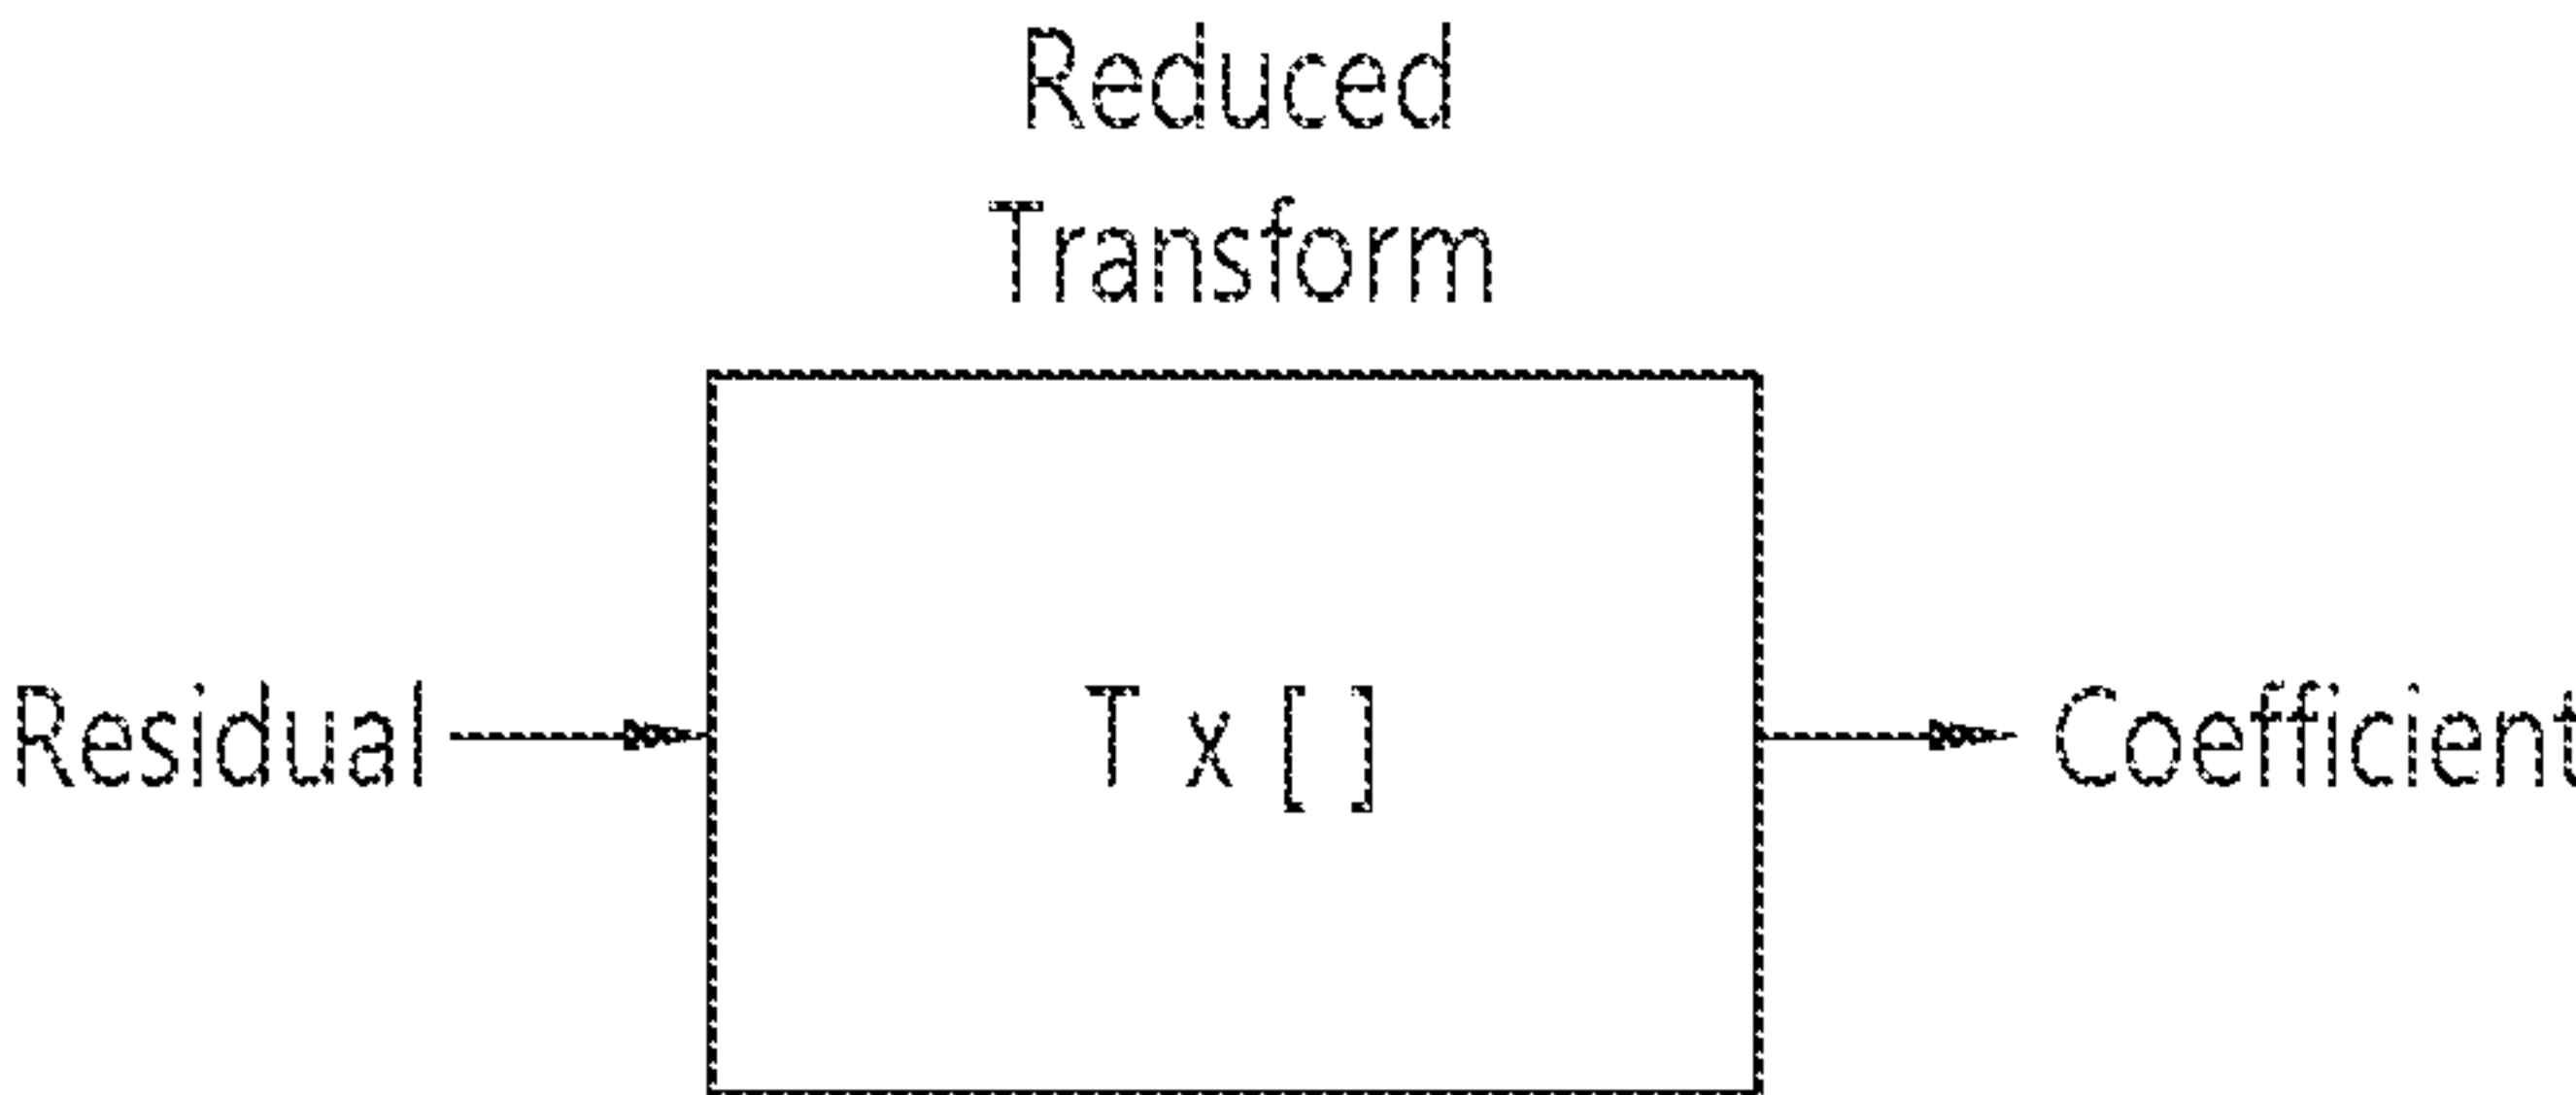 Reduced
Transform
Residual
T x [ ]
Coefficient